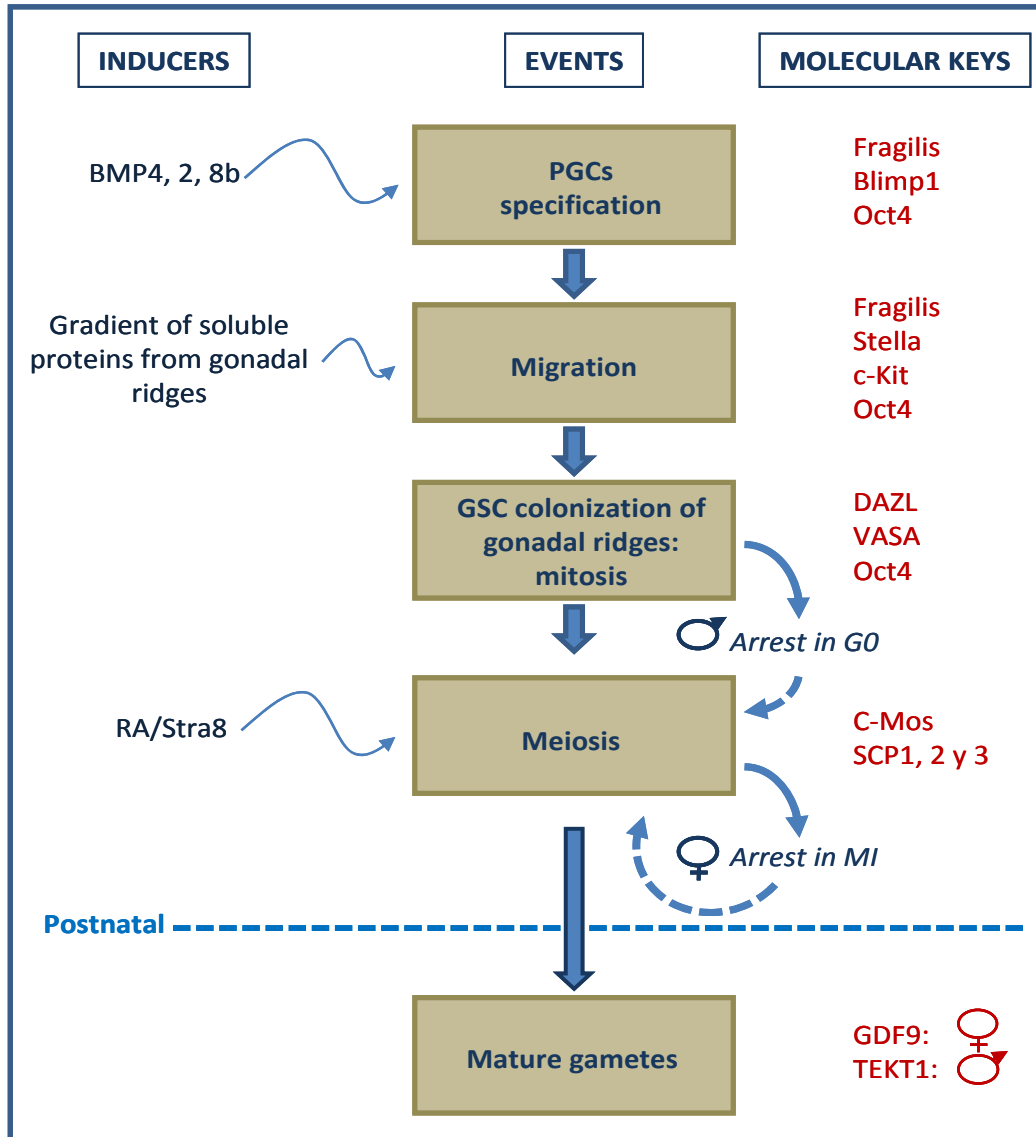 INDUCERS
EVENTS
MOLECULAR KEYS
BMP4, 2, 8b
PGCs
specification
Fragilis
Blimp1
Oct4
Gradient of soluble
proteins from gonadal
ridges
Migration
Fragilis
Stella
c-Kit
Oct4
GSC colonization of
gonadal ridges:
mitosis
DAZL
VASA
Oct4
Arrest in G0
RA/Stra8
Meiosis
C-Mos
SCP1, 2 y 3
Arrest in MI
Postnatal
Mature gametes
GDF9:
TEKT1: